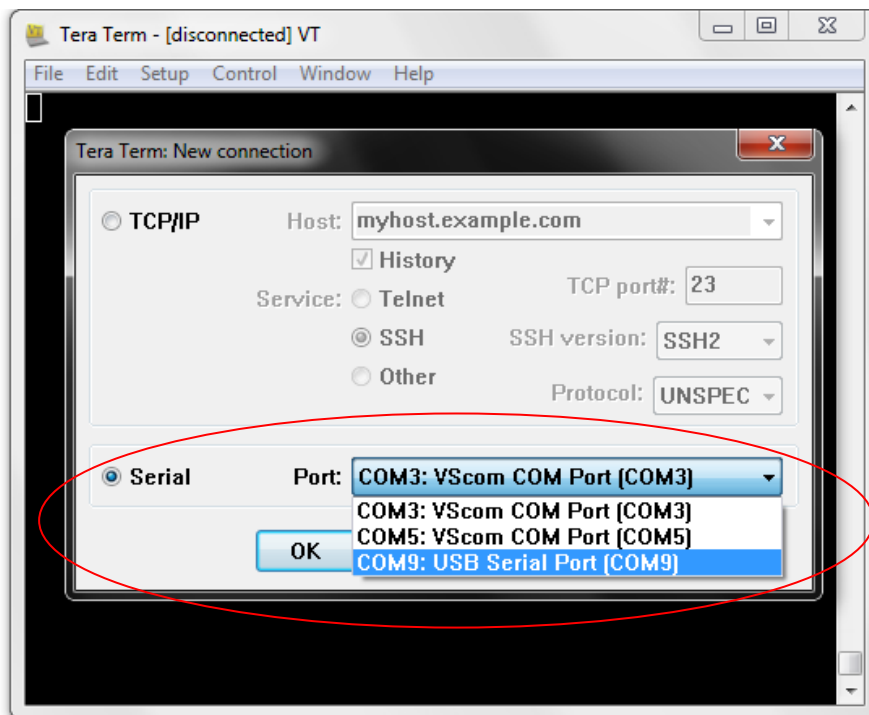 Tera Term - [disconnected] VT
File Edit Setup Control Window Help
Tera Term: New connection
TCP/IP Host: myhost.example.com
History
Service: Telnet TCP port#: 23
SSH SSH version: SSH2
Other Protocol: UNSPEC
Serial Port: COM3: VScom COM Port (COM3)
COM3: VScom COM Port (COM3)
COM5: VScom COM Port (COM5)
OK COM9: USB Serial Port (COM9)